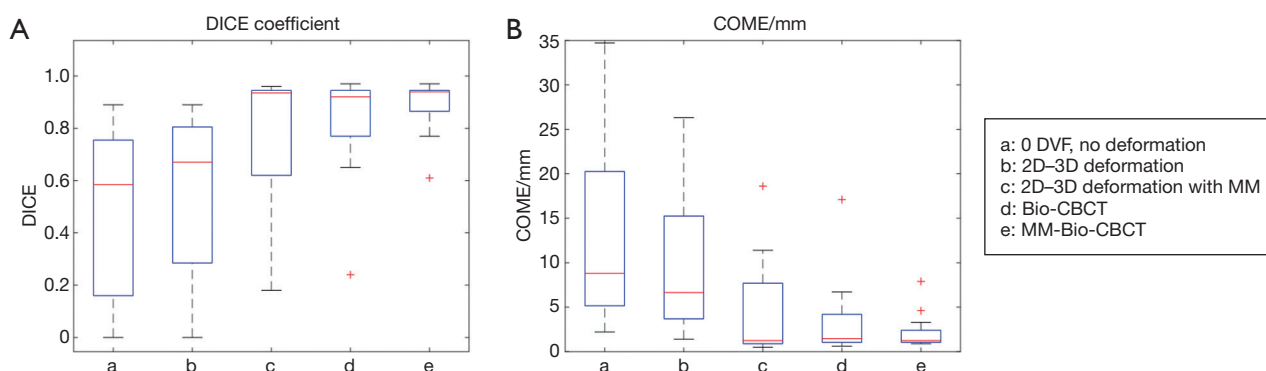 A
DICE coefficient
1.0
0.8
0.6
0.4
0.2
0
DICE
a b c d e
B
COME/mm
35
30
25
20
15
10
5
0
COME/mm
a b c d e
a: 0 DVF, no deformation
b: 2D–3D deformation
c: 2D–3D deformation with MM
d: Bio-CBCT
e: MM-Bio-CBCT